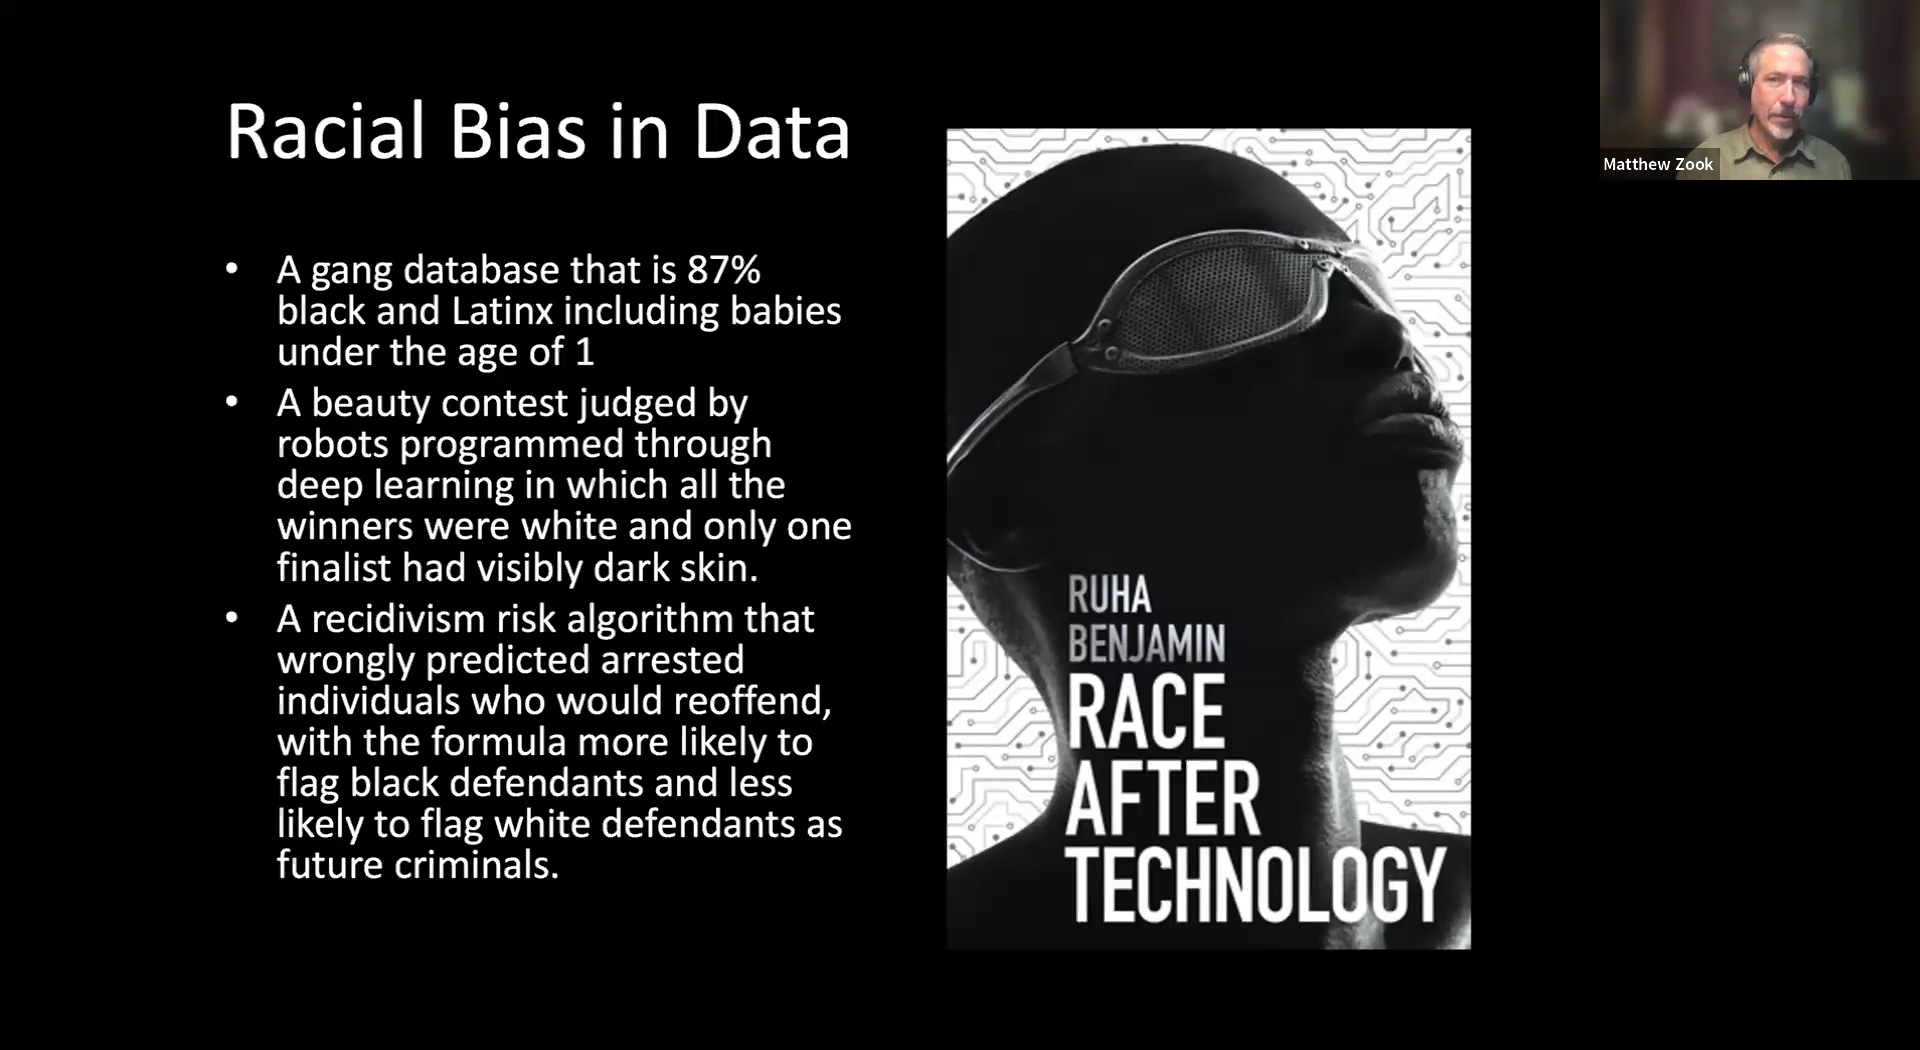 Racial Bias in Data
• A gang database that is 87%
black and Latinx including babies
under the age of 1
• A beauty contest judged by
robots programmed through
deep learning in which all the
winners were white and only one
finalist had visibly dark skin.
• A recidivism risk algorithm that
wrongly predicted arrested
individuals who would reoffend,
with the formula more likely to
flag black defendants and less
likely to flag white defendants as
future criminals.
RUHA
BENJAMIN
RACE
AFTER
TECHNOLOGY
Matthew Zook